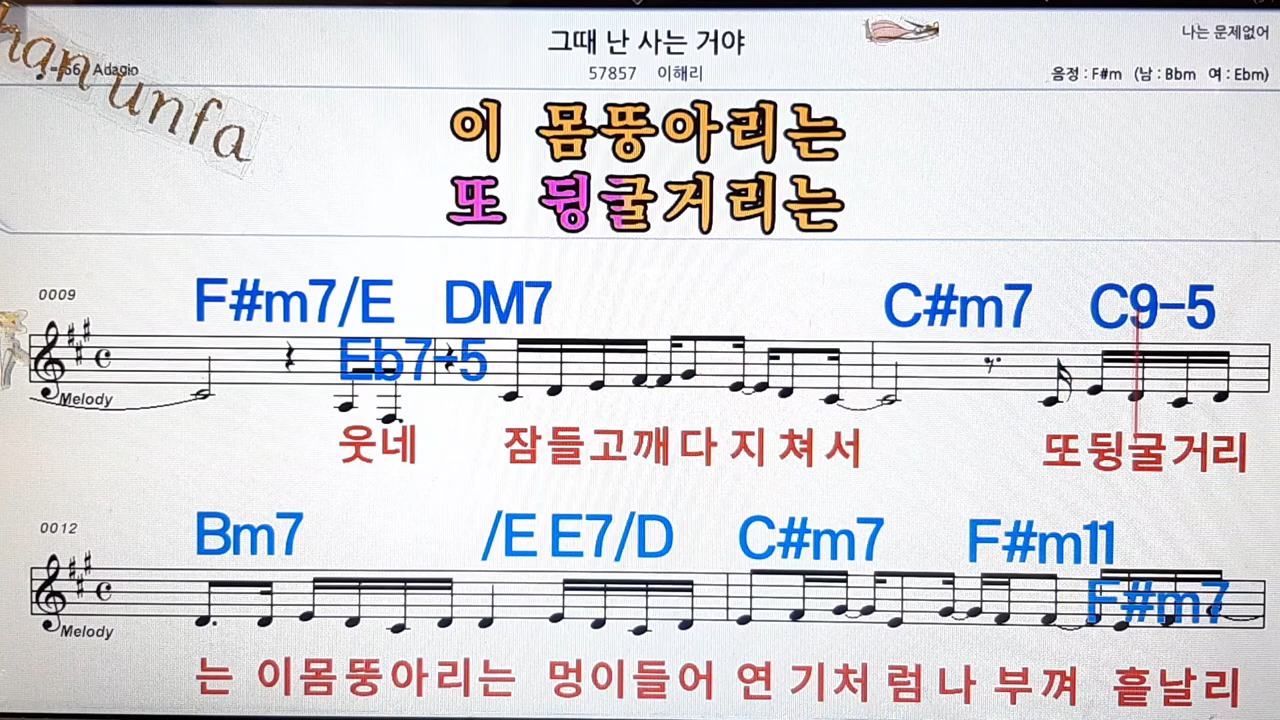 그때 난 사는 거야
나는 문제없어
han unfa
Adagio
57857 이해리
음정 : F#m (남 : Bbm 여 : Ebm)
이 몸뚱아리는
또 뒹굴거리는
0009
F#m7/E DM7 C#m7 C9-5
Eb7-5
Melody
웃네 잠들고깨다 지 쳐 서 또뒹굴거리
0012
Bm7 /E E7/D C#m7 F#m11
F#m7
Melody
는 이몸뚱아리는 멍이들어 연 기처 럼 나 부껴 흩날리